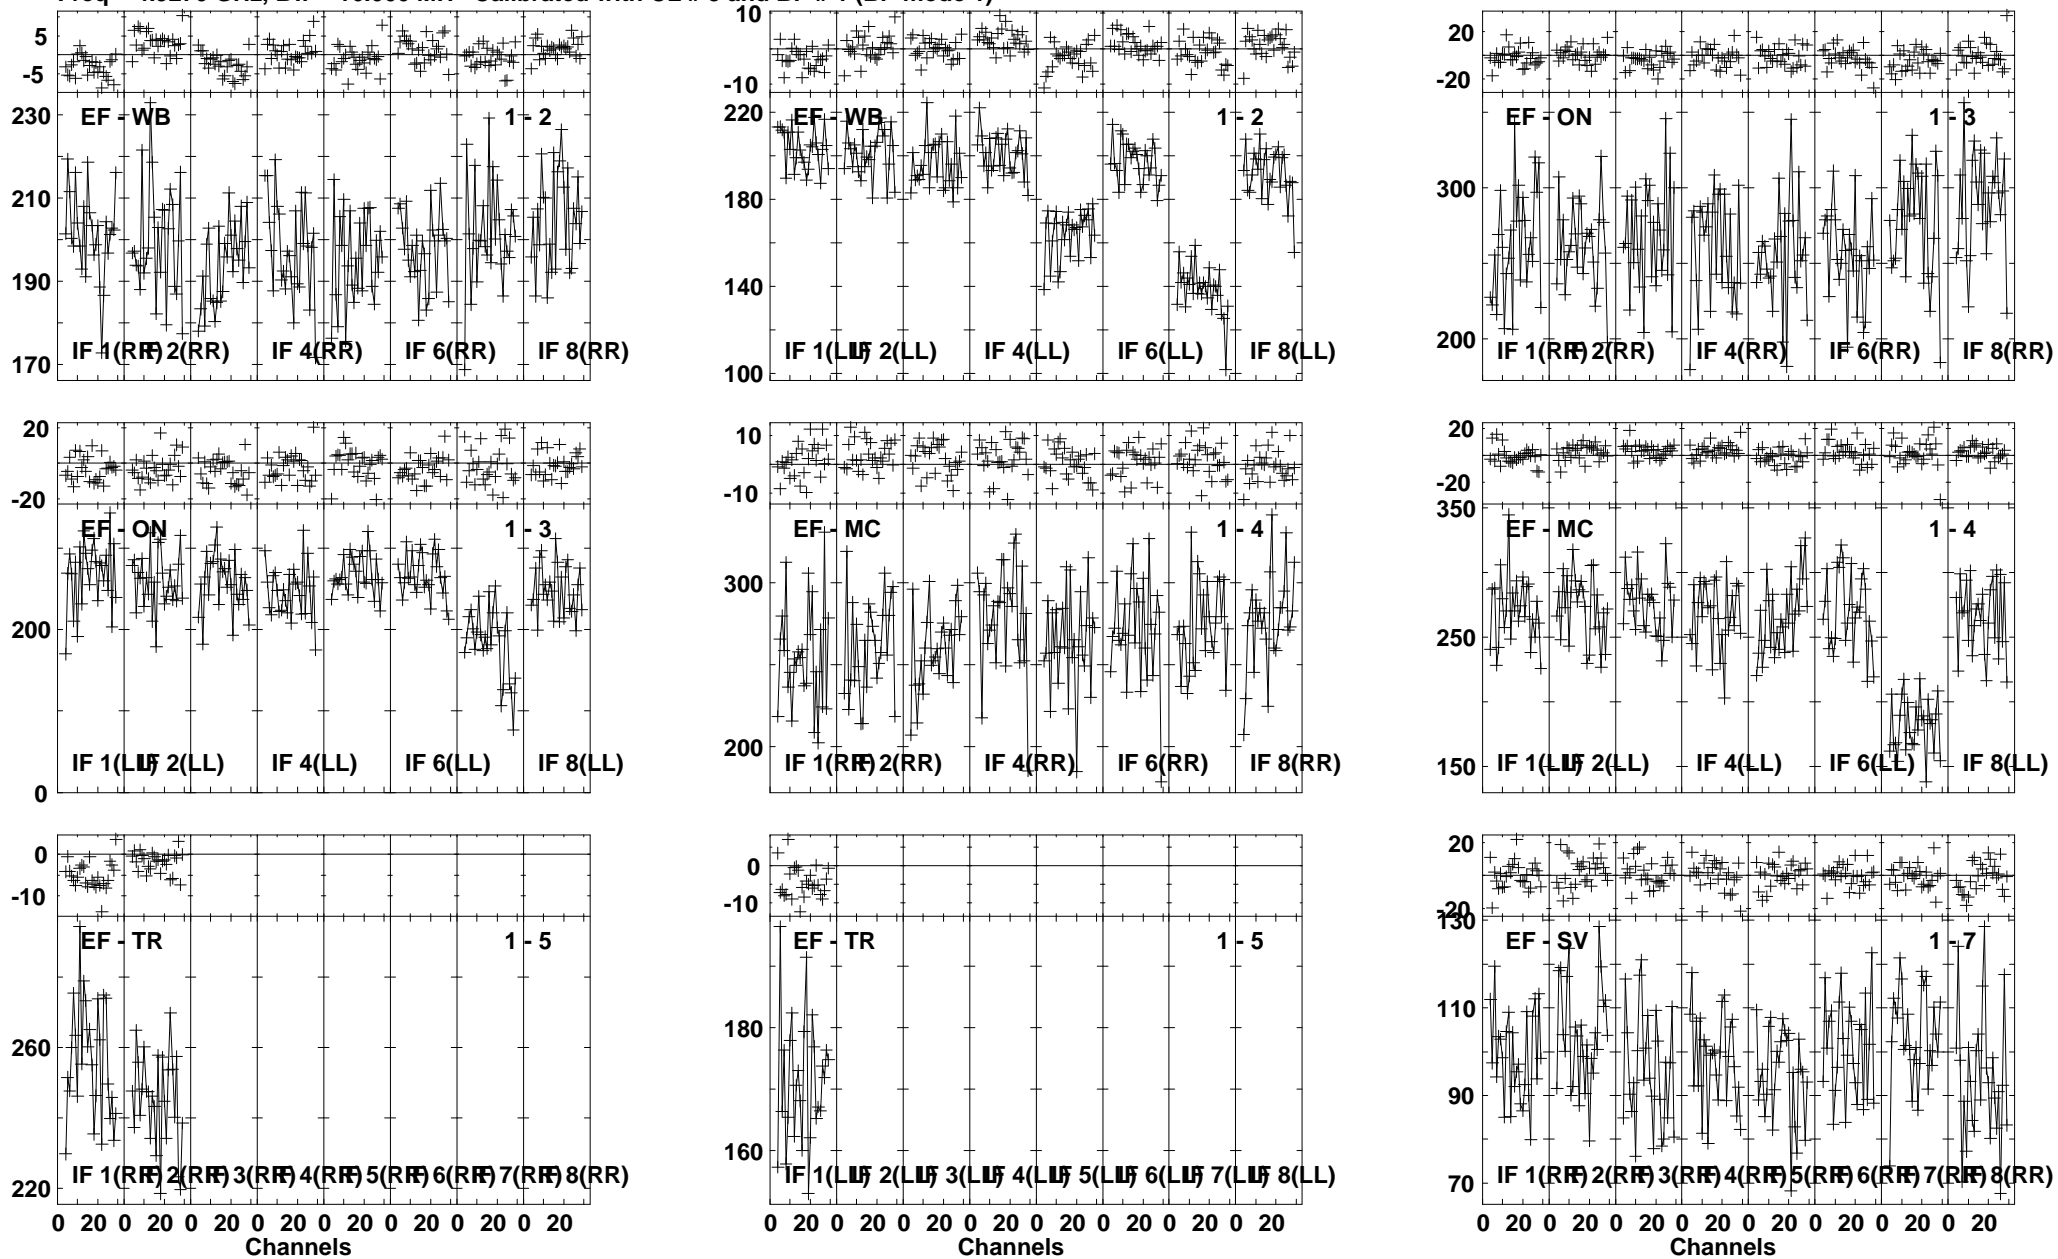 5
-5
230
210
190
170
EF - WB
1 - 2
IF 1(RR) IF 2(RR) IF 4(RR) IF 6(RR) IF 8(RR)
10
-10
220
180
140
100
EF - WB
1 - 2
IF 1(LL) IF 2(LL) IF 4(LL) IF 6(LL) IF 8(LL)
20
-20
300
200
EF - ON
1 - 3
IF 1(RR) IF 2(RR) IF 4(RR) IF 6(RR) IF 8(RR)
20
-20
200
0
EF - ON
1 - 3
IF 1(LL) IF 2(LL) IF 4(LL) IF 6(LL) IF 8(LL)
10
-10
300
200
EF - MC
1 - 4
IF 1(RR) IF 2(RR) IF 4(RR) IF 6(RR) IF 8(RR)
20
-20
350
250
150
EF - MC
1 - 4
IF 1(LL) IF 2(LL) IF 4(LL) IF 6(LL) IF 8(LL)
0
-10
260
220
EF - TR
1 - 5
IF 1(RR) IF 2(RR) IF 3(RR) IF 4(RR) IF 5(RR) IF 6(RR) IF 7(RR) IF 8(RR)
0 20 0 20 0 20 0 20 0 20 0 20 0 20 0 20
Channels
0
-10
180
160
EF - TR
1 - 5
IF 1(LL) IF 2(LL) IF 3(LL) IF 4(LL) IF 5(LL) IF 6(LL) IF 7(LL) IF 8(LL)
0 20 0 20 0 20 0 20 0 20 0 20 0 20 0 20
Channels
20
-20
130
110
90
70
EF - SV
1 - 7
IF 1(RR) IF 2(RR) IF 3(RR) IF 4(RR) IF 5(RR) IF 6(RR) IF 7(RR) IF 8(RR)
0 20 0 20 0 20 0 20 0 20 0 20 0 20 0 20
Channels